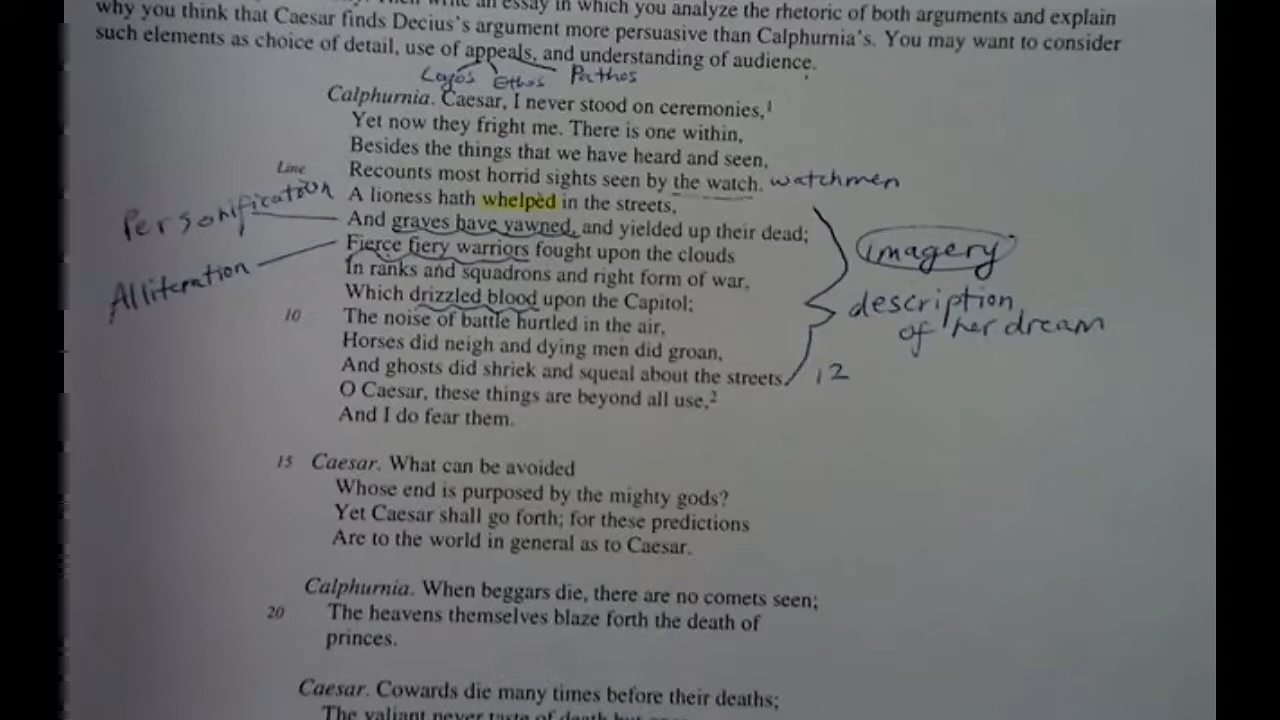 why you think that Caesar finds Decius's argument more persuasive than Calphurnia's. You may want to consider
such elements as choice of detail, use of appeals, and understanding of audience.
Logos Ethos Pathos
Calphurnia. Caesar, I never stood on ceremonies,1
Yet now they fright me. There is one within,
Besides the things that we have heard and seen,
Line Recounts most horrid sights seen by the watch. watchmen
A lioness hath whelped in the streets,
Personification And graves have yawned, and yielded up their dead;
Alliteration Fierce fiery warriors fought upon the clouds imagery
In ranks and squadrons and right form of war,
Which drizzled blood upon the Capitol; description
10 The noise of battle hurtled in the air, of her dream
Horses did neigh and dying men did groan,
And ghosts did shriek and squeal about the streets. 12
O Caesar, these things are beyond all use,2
And I do fear them.
15 Caesar. What can be avoided
Whose end is purposed by the mighty gods?
Yet Caesar shall go forth; for these predictions
Are to the world in general as to Caesar.
Calphurnia. When beggars die, there are no comets seen;
20 The heavens themselves blaze forth the death of
princes.
Caesar. Cowards die many times before their deaths;
The valiant never taste of death but